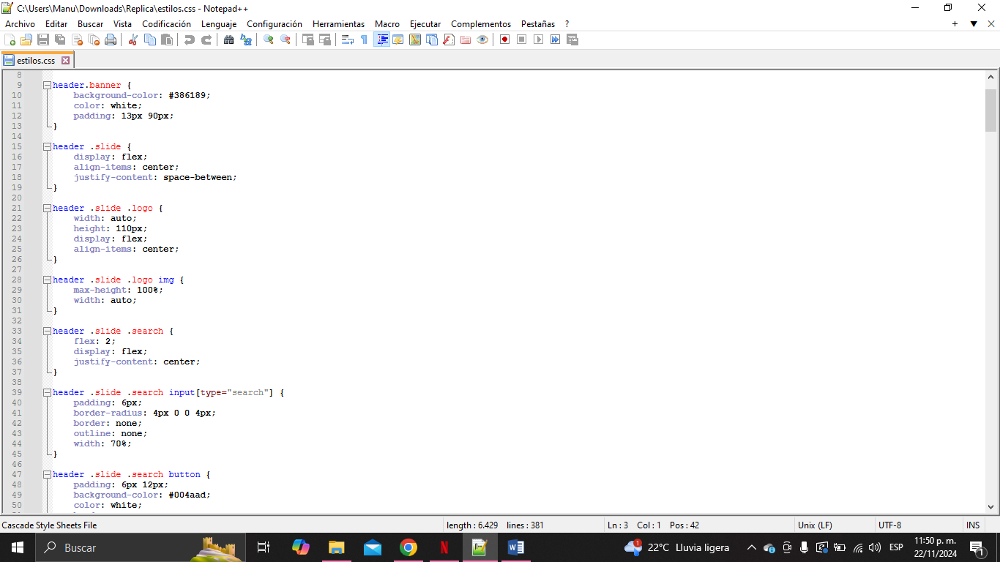 C:\Users\Manu\Downloads\Replica\estilos.css - Notepad++
Archivo Editar Buscar Vista Codificación Lenguaje Configuración Herramientas Macro Ejecutar Complementos Pestañas ?
estilos.css
8
9 header.banner {
10 background-color: #386189;
11 color: white;
12 padding: 13px 90px;
13 }
14
15 header .slide {
16 display: flex;
17 align-items: center;
18 justify-content: space-between;
19 }
20
21 header .slide .logo {
22 width: auto;
23 height: 110px;
24 display: flex;
25 align-items: center;
26 }
27
28 header .slide .logo img {
29 max-height: 100%;
30 width: auto;
31 }
32
33 header .slide .search {
34 flex: 2;
35 display: flex;
36 justify-content: center;
37 }
38
39 header .slide .search input[type="search"] {
40 padding: 6px;
41 border-radius: 4px 0 0 4px;
42 border: none;
43 outline: none;
44 width: 70%;
45 }
46
47 header .slide .search button {
48 padding: 6px 12px;
49 background-color: #004aad;
50 color: white;
Cascade Style Sheets File length : 6.429 lines : 381 Ln : 3 Col : 1 Pos : 42 Unix (LF) UTF-8 INS
Buscar 1 22°C Lluvia ligera ESP 11:50 p. m.
22/11/2024 1